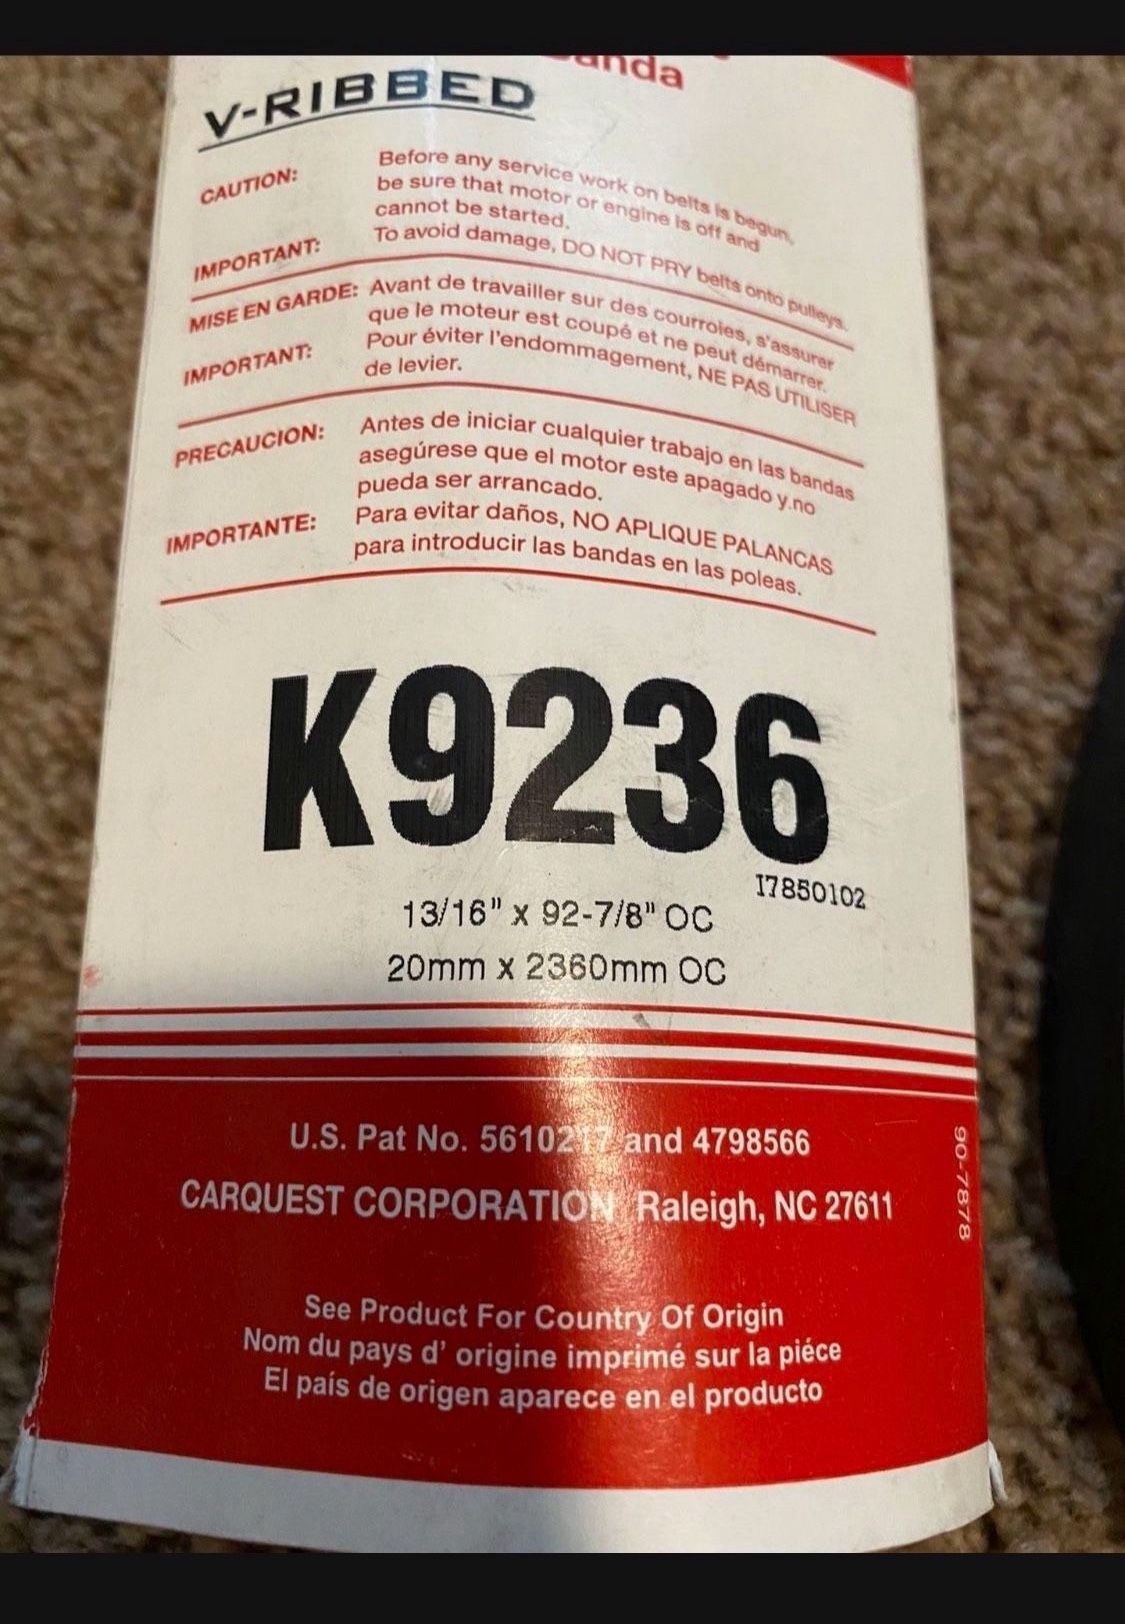 V-RIBBED
CAUTION: Before any service work on belts is begun,
be sure that motor or engine is off and
cannot be started.
IMPORTANT: To avoid damage, DO NOT PRY belts onto pulleys.
MISE EN GARDE: Avant de travailler sur des courroies, s'assurer
que le moteur est coupé et ne peut démarrer.
IMPORTANT: Pour éviter l'endommagement, NE PAS UTILISER
de levier.
PRECAUCION: Antes de iniciar cualquier trabajo en las bandas
asegúrese que el motor este apagado y.no
pueda ser arrancado.
IMPORTANTE: Para evitar daños, NO APLIQUE PALANCAS
para introducir las bandas en las poleas.
K9236
I7850102
13/16" x 92-7/8" OC
20mm x 2360mm OC
U.S. Pat No. 5610217 and 4798566
CARQUEST CORPORATION Raleigh, NC 27611
90-7878
See Product For Country Of Origin
Nom du pays d' origine imprimé sur la piéce
El país de origen aparece en el producto